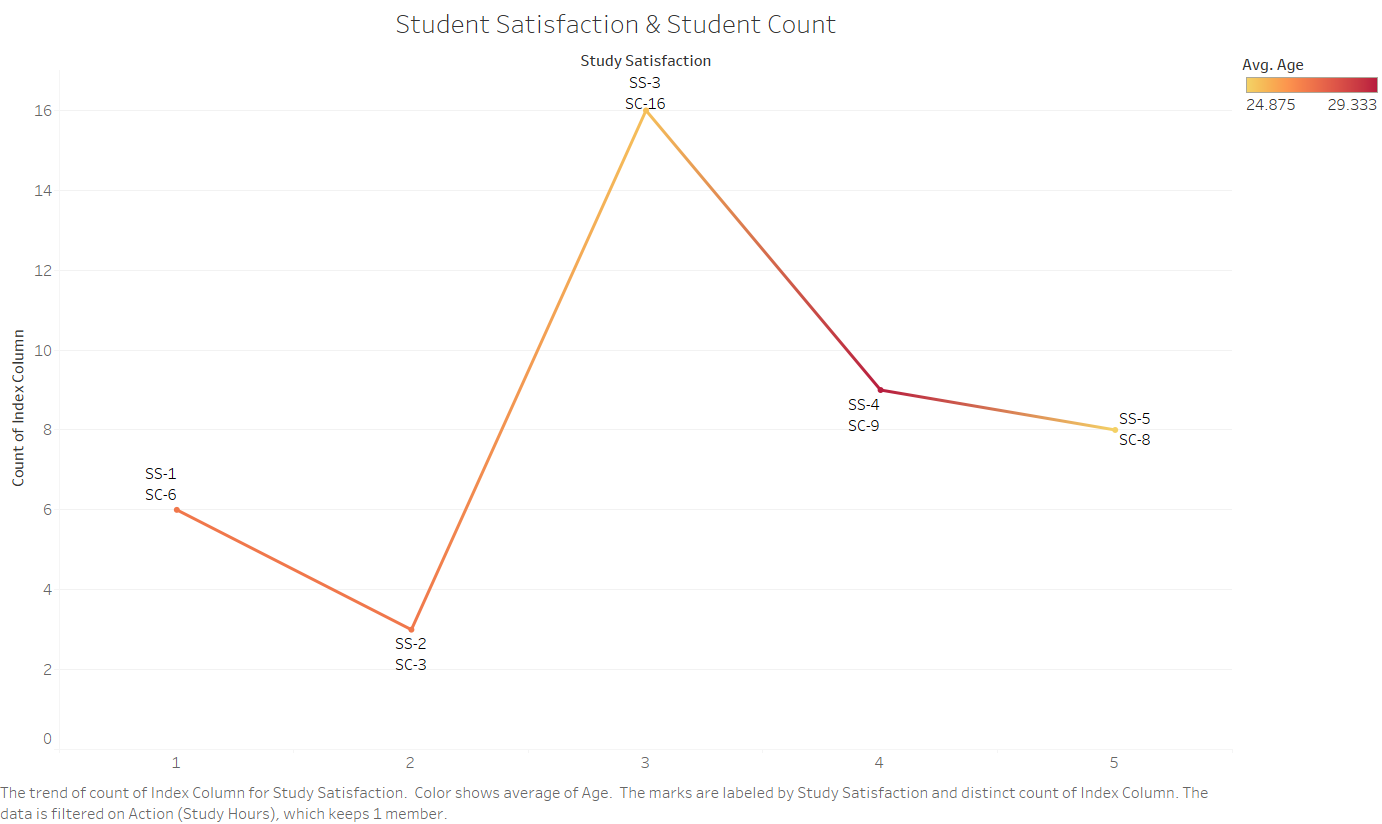 Student Satisfaction & Student Count
Study Satisfaction
Avg. Age
24.875 29.333
SS-3
SC-16
16
14
12
10
8
6
4
2
0
Count of Index Column
SS-1
SC-6
SS-2
SC-3
SS-4
SC-9
SS-5
SC-8
1 2 3 4 5
The trend of count of Index Column for Study Satisfaction.  Color shows average of Age.  The marks are labeled by Study Satisfaction and distinct count of Index Column. The
data is filtered on Action (Study Hours), which keeps 1 member.